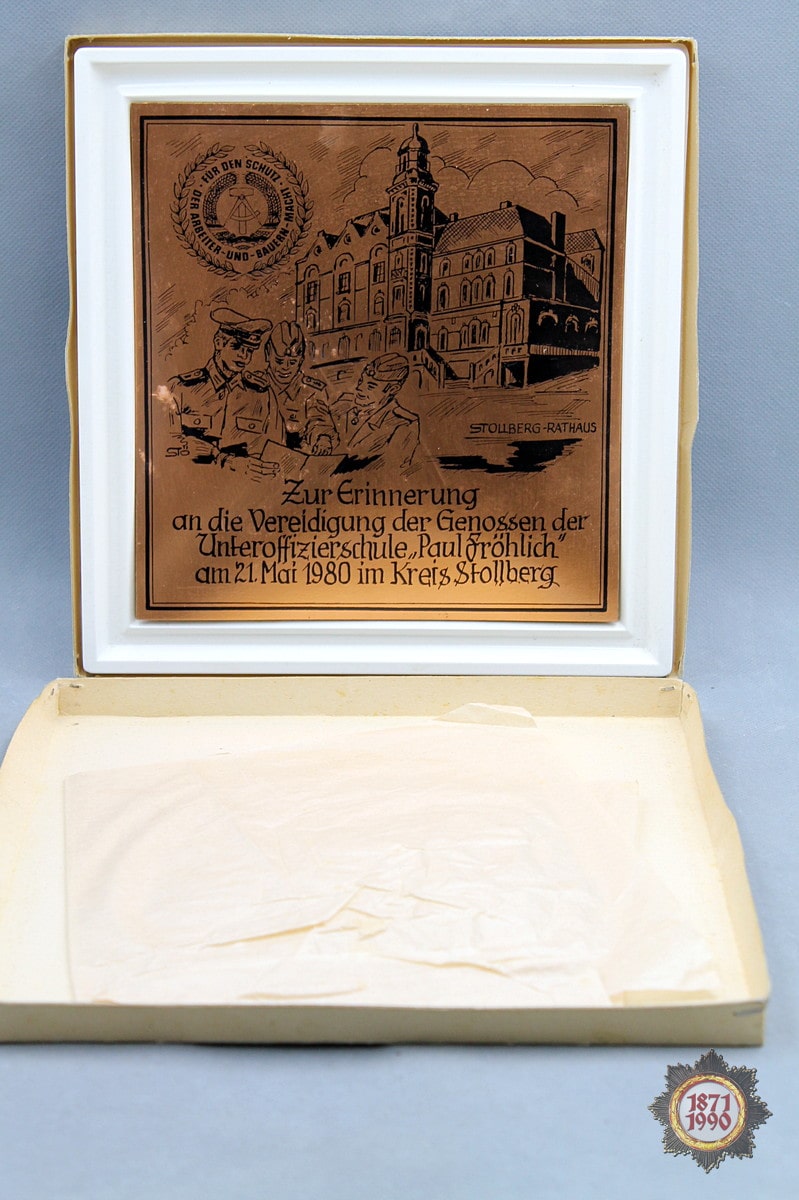 FÜR DEN SCHUTZ · DER ARBEITER-UND-BAUERN-MACHT ·
STOLLBERG-RATHAUS
Zur Erinnerung
an die Vereidigung der Genossen der
Unteroffizierschule „Paul Fröhlich"
am 21. Mai 1980 im Kreis Stollberg
1871
1990